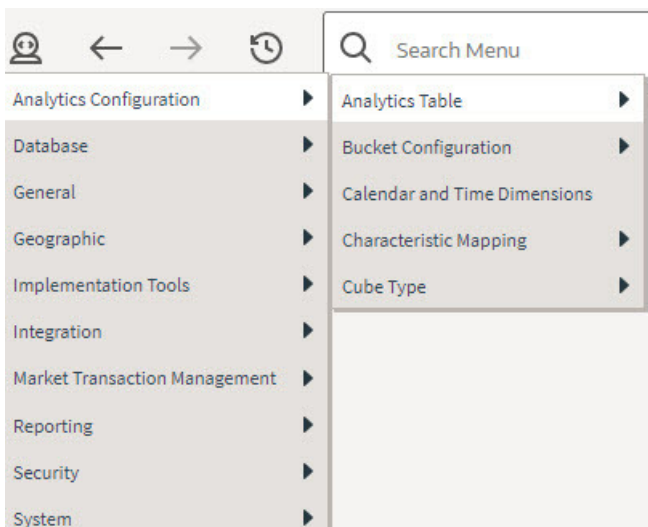 Search Menu
Analytics Configuration
Database
General
Geographic
Implementation Tools
Integration
Market Transaction Management
Reporting
Security
System
Analytics Table
Bucket Configuration
Calendar and Time Dimensions
Characteristic Mapping
Cube Type